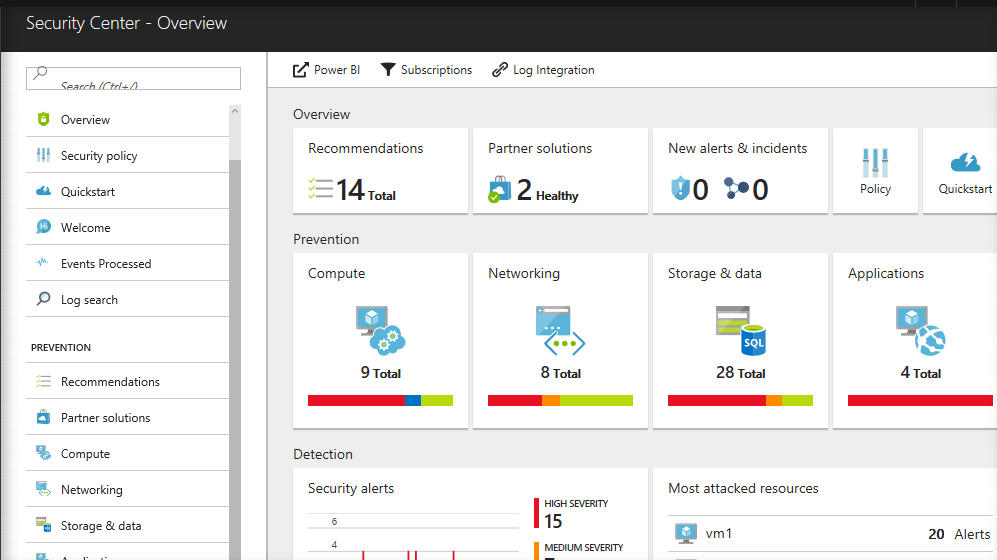 Security Center - Overview
Search (Ctrl+/)
Overview
Security policy
Quickstart
Welcome
Events Processed
Log search
PREVENTION
Recommendations
Partner solutions
Compute
Networking
Storage & data
Power BI
Subscriptions
Log Integration
Overview
Recommendations
14 Total
Partner solutions
2 Healthy
New alerts & incidents
0
0
Policy
Quickstart
Prevention
Compute
9 Total
Networking
8 Total
Storage & data
SQL
28 Total
Applications
4 Total
Detection
Security alerts
6
4
HIGH SEVERITY
15
MEDIUM SEVERITY
Most attacked resources
vm1
20 Alerts